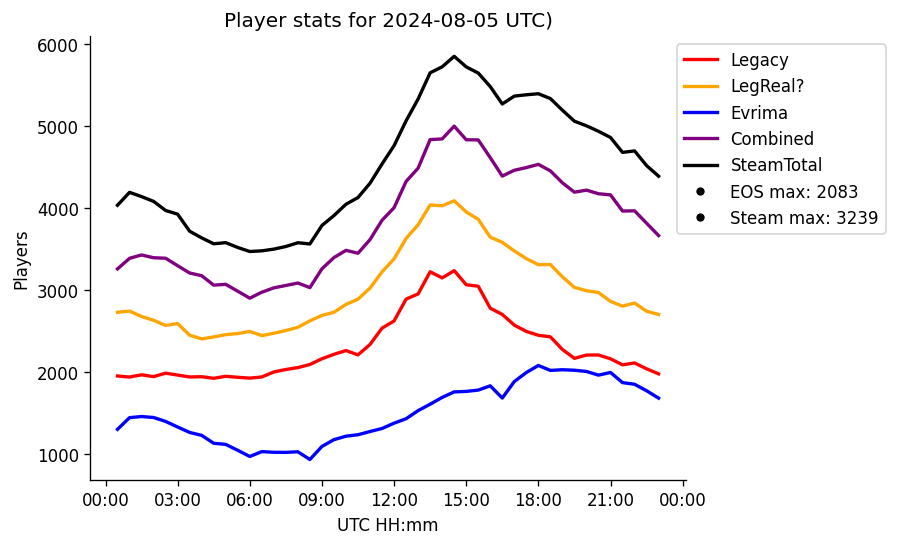 Player stats for 2024-08-05 UTC)
6000
5000
4000
3000
2000
1000
Players
00:00 03:00 06:00 09:00 12:00 15:00 18:00 21:00 00:00
UTC HH:mm
Legacy
LegReal?
Evrima
Combined
SteamTotal
EOS max: 2083
Steam max: 3239